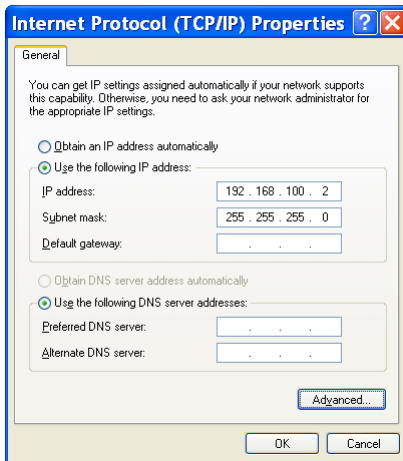 Internet Protocol (TCP/IP) Properties
General
You can get IP settings assigned automatically if your network supports
this capability. Otherwise, you need to ask your network administrator for
the appropriate IP settings.
Obtain an IP address automatically
Use the following IP address:
IP address: 192 . 168 . 100 . 2
Subnet mask: 255 . 255 . 255 . 0
Default gateway: . . .
Obtain DNS server address automatically
Use the following DNS server addresses:
Preferred DNS server: . . .
Alternate DNS server: . . .
Advanced...
OK Cancel